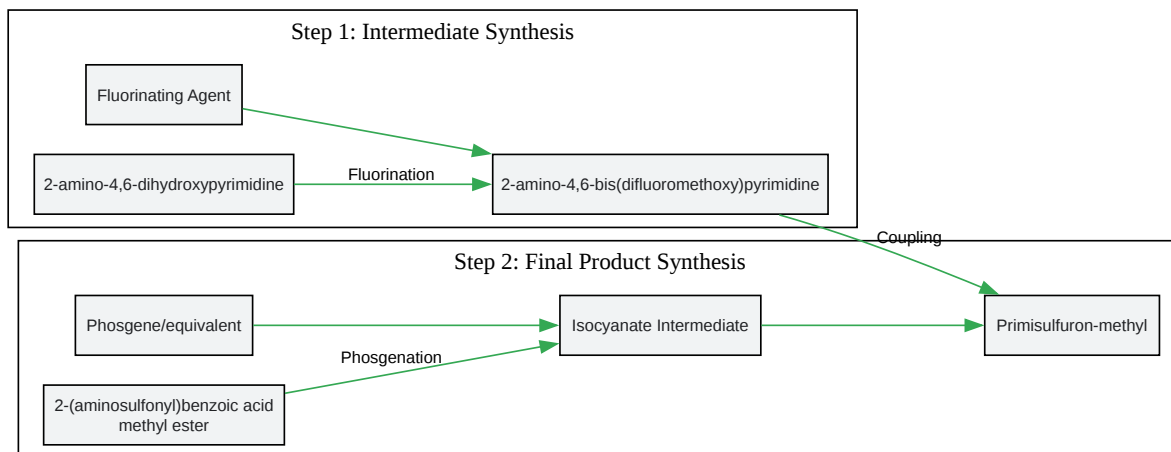 Step 1: Intermediate Synthesis
Fluorinating Agent
2-amino-4,6-dihydroxypyrimidine
Fluorination
2-amino-4,6-bis(difluoromethoxy)pyrimidine
Coupling
Step 2: Final Product Synthesis
Phosgene/equivalent
Isocyanate Intermediate
Primisulfuron-methyl
Phosgenation
2-(aminosulfonyl)benzoic acid
methyl ester